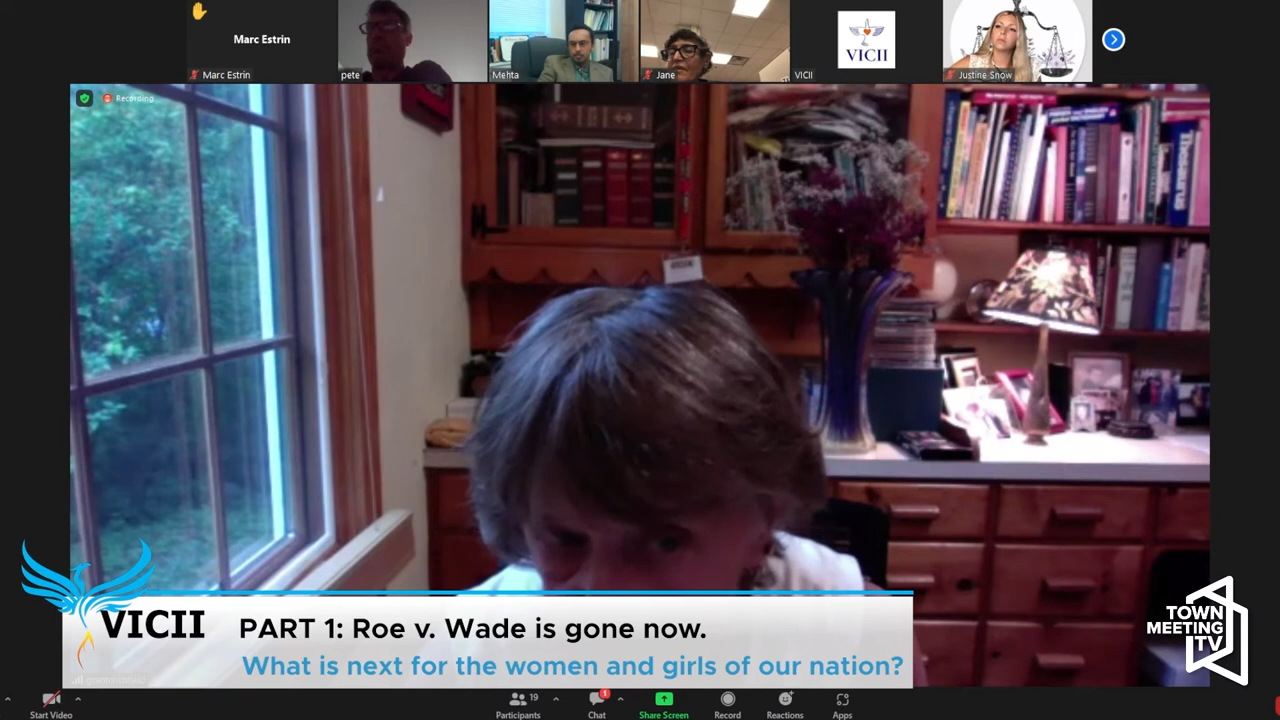 Marc Estrin
VICII
Marc Estrin
pete
Mehta
Jane
VICII
Justine Snow
Recording
Thesaurus
VICII
PART 1: Roe v. Wade is gone now.
What is next for the women and girls of our nation?
TOWN
MEETING
TV
Start Video
Participants
19
Chat
1
Share Screen
Record
Reactions
Apps